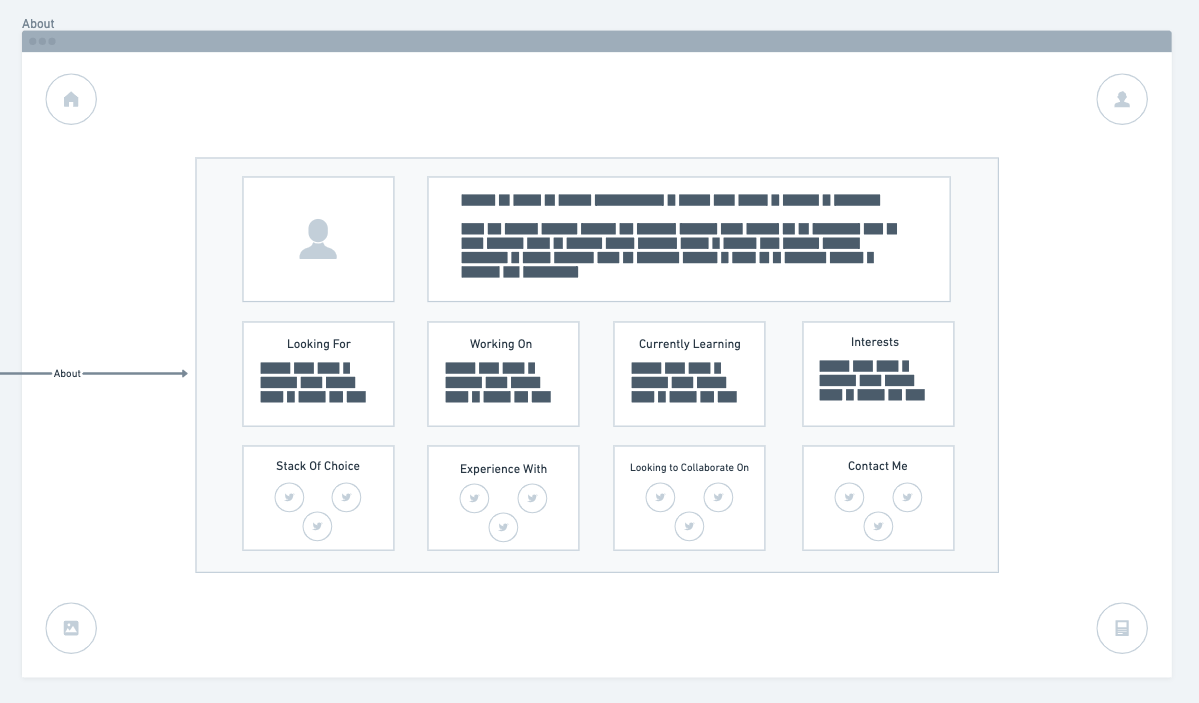 About
About
Looking For
Working On
Currently Learning
Interests
Stack Of Choice
Experience With
Looking to Collaborate On
Contact Me